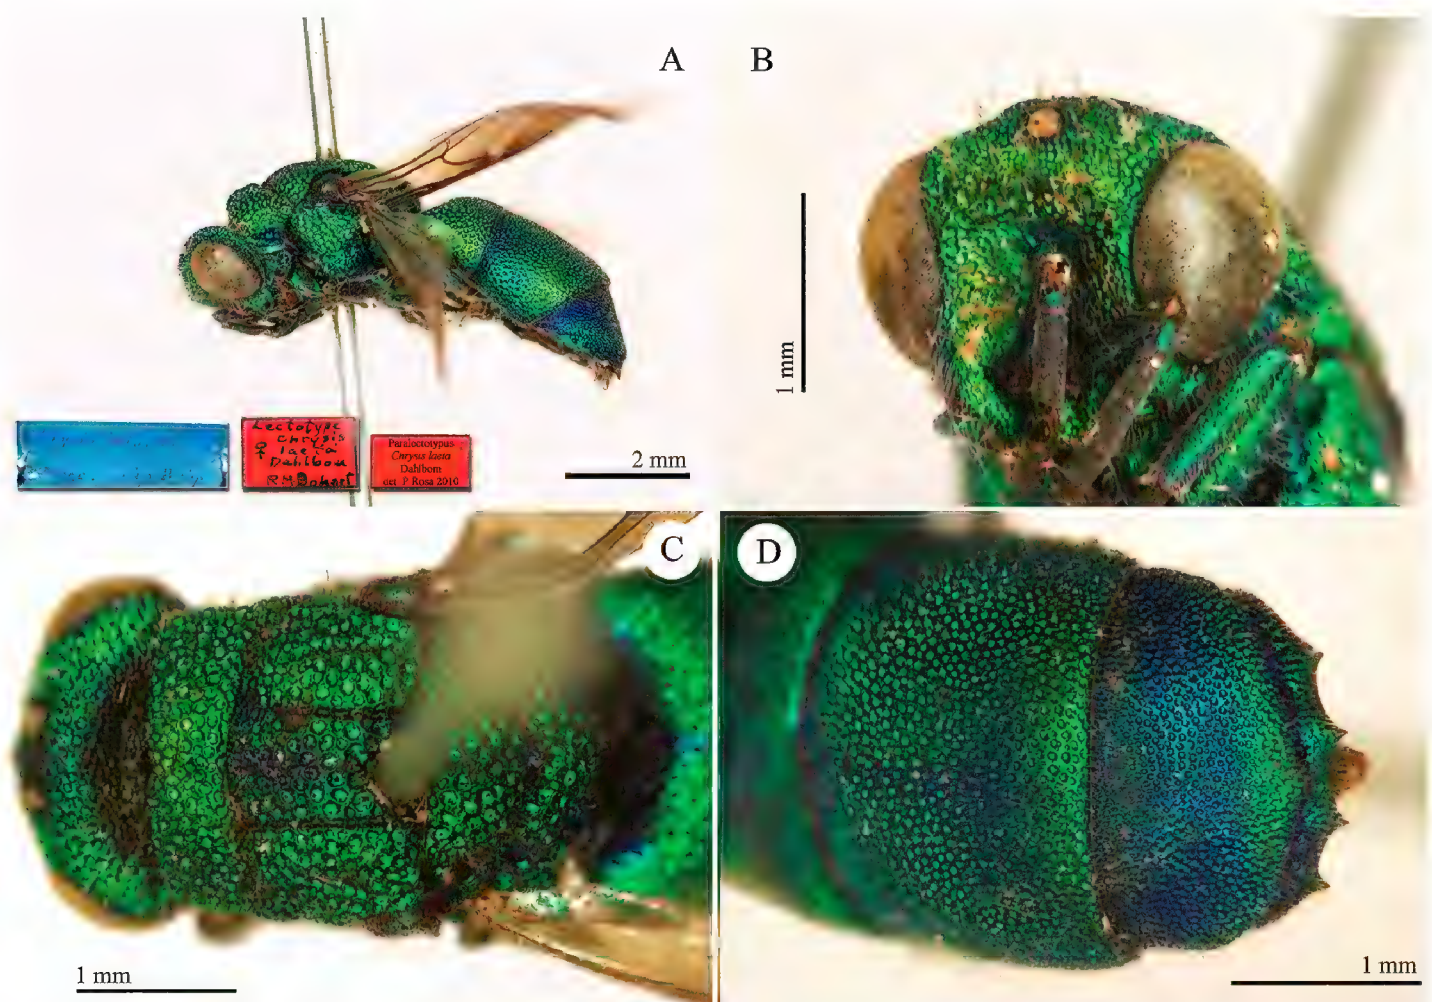 A
B
1 mm
Lectotype
♀ Chrysis
laeta
Dahlbom
R M Bohart
Paralectotypus
Chrysis laeta
Dahlbom
det P. Rosa 2010
2 mm
C
D
1 mm
1 mm